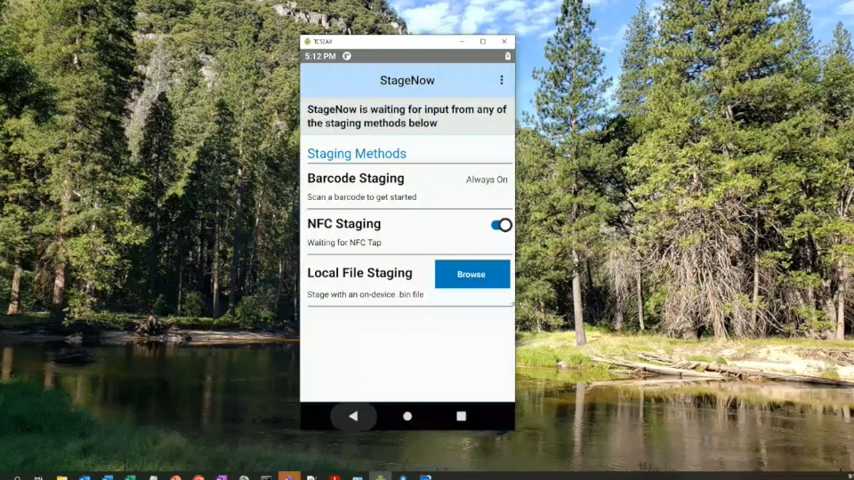 TC52AX
5:12 PM
StageNow
StageNow is waiting for input from any of
the staging methods below
Staging Methods
Barcode Staging
Always On
Scan a barcode to get started
NFC Staging
Waiting for NFC Tap
Local File Staging
Browse
Stage with an on-device .bin file